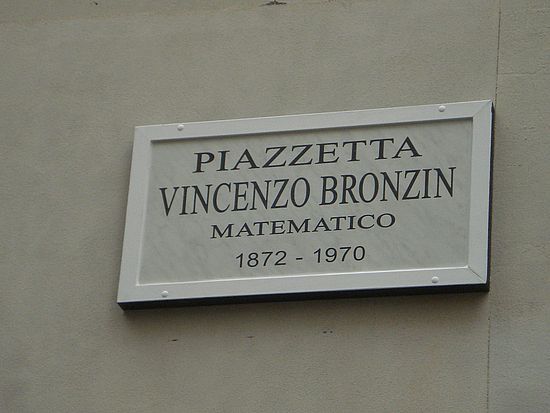 PIAZZETTA
VINCENZO BRONZIN
MATEMATICO
1872 - 1970